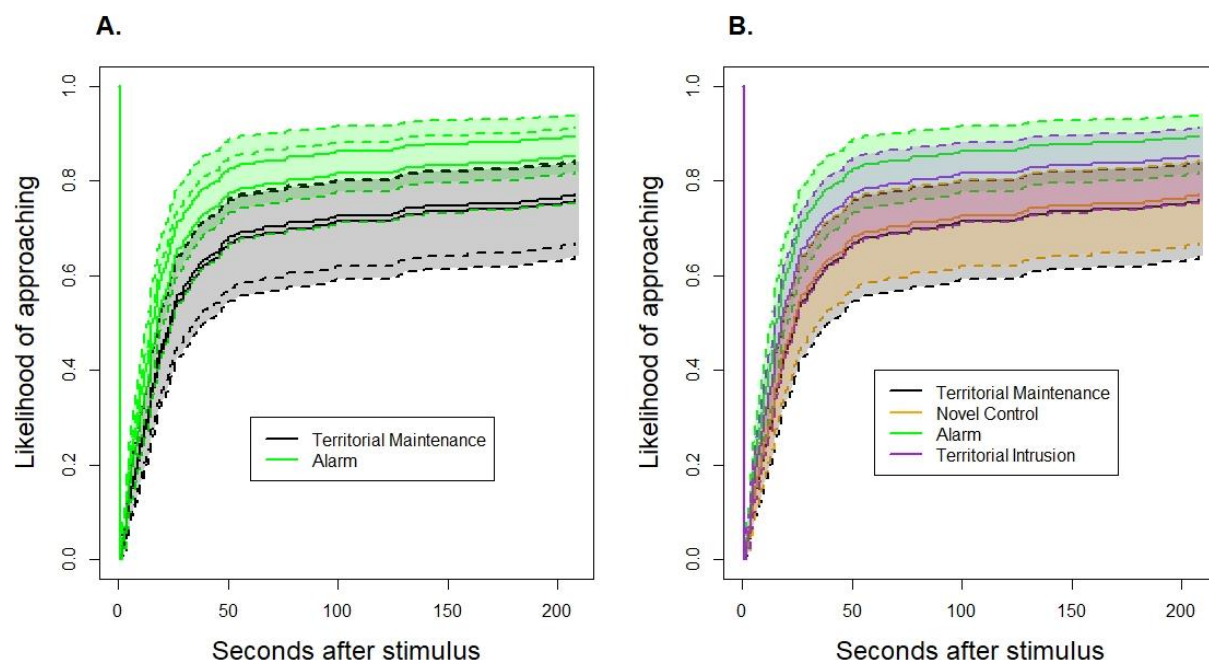 A.
B.
Likelihood of approaching
1.0
0.8
0.6
0.4
0.2
0.0
Territorial Maintenance
Alarm
0 50 100 150 200
Seconds after stimulus
Likelihood of approaching
1.0
0.8
0.6
0.4
0.2
0.0
Territorial Maintenance
Novel Control
Alarm
Territorial Intrusion
0 50 100 150 200
Seconds after stimulus